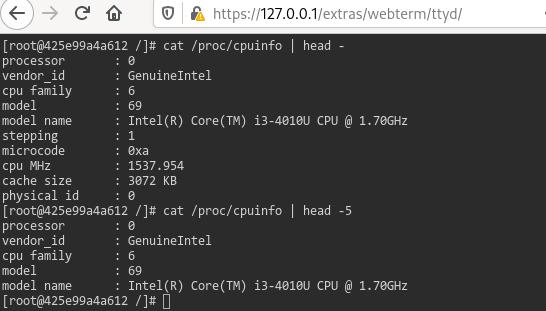 https://127.0.0.1/extras/webterm/ttyd/
[root@425e99a4a612 /]# cat /proc/cpuinfo | head -
processor : 0
vendor_id : GenuineIntel
cpu family : 6
model : 69
model name : Intel(R) Core(TM) i3-4010U CPU @ 1.70GHz
stepping : 1
microcode : 0xa
cpu MHz : 1537.954
cache size : 3072 KB
physical id : 0
[root@425e99a4a612 /]# cat /proc/cpuinfo | head -5
processor : 0
vendor_id : GenuineIntel
cpu family : 6
model : 69
model name : Intel(R) Core(TM) i3-4010U CPU @ 1.70GHz
[root@425e99a4a612 /]#